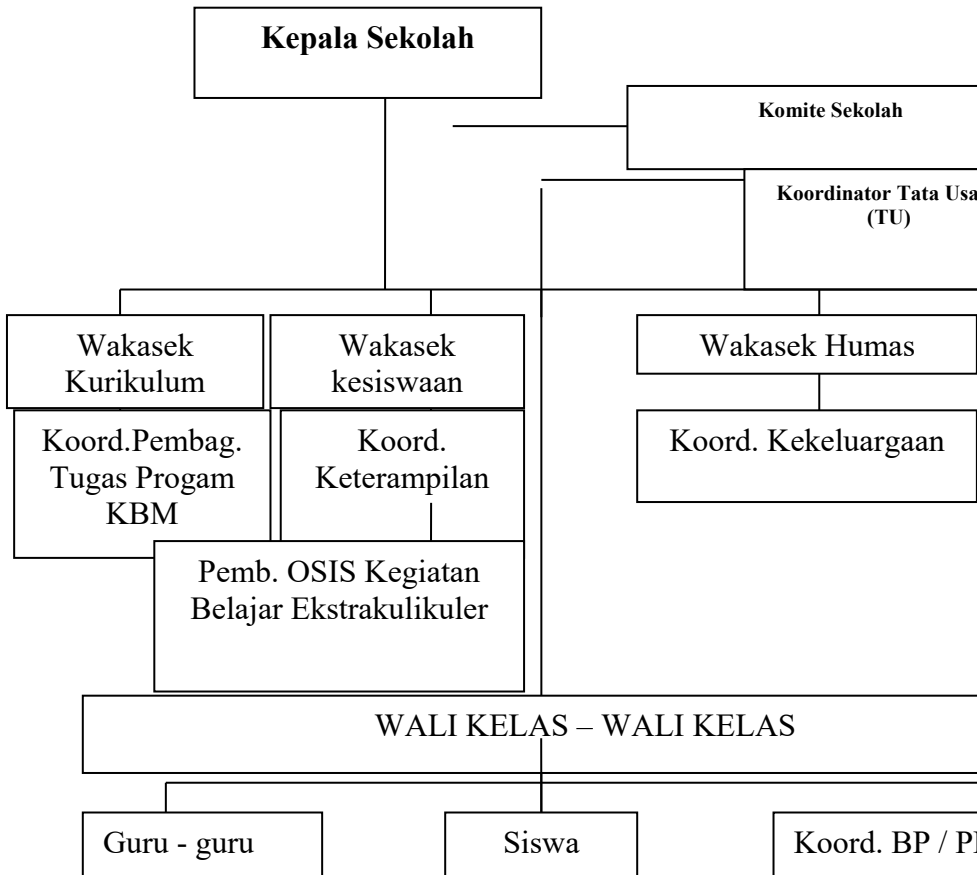 Kepala Sekolah
Komite Sekolah
Koordinator Tata
(TU)
Wakasek
Kurikulum
Wakasek
kesiswaan
Wakasek Humas
Koord.Pembag.
Tugas Progam
KBM
Koord.
Keterampilan
Koord. Kekeluargaan
Pemb. OSIS Kegiatan
Belajar Ekstrakulikuler
WALI KELAS – WALI KELAS
Guru - guru
Siswa
Koord. BP /